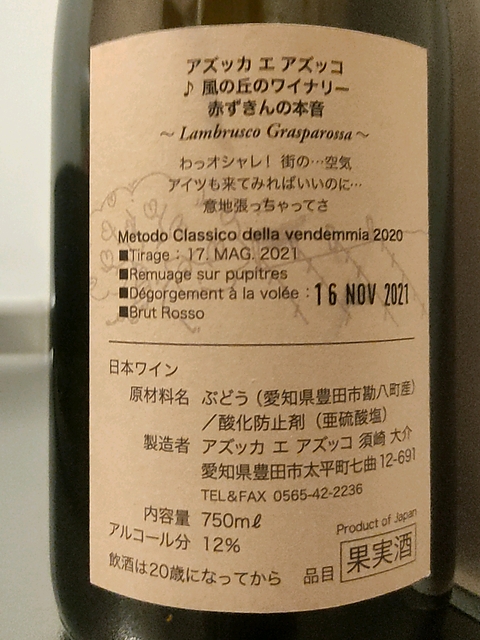 アズッカ エ アズッコ
♪ 風の丘のワイナリー
赤ずきんの本音
～ Lambrusco Grasparossa ～
わっオシャレ！ 街の…空気
アイツも来てみればいいのに…
意地張っちゃってさ
Metodo Classico della vendemmia 2020
■Tirage：17. MAG. 2021
■Remuage sur pupitres
■Dégorgement à la volée：16 NOV 2021
■Brut Rosso
日本ワイン
原材料名 ぶどう（愛知県豊田市勘八町産）
／酸化防止剤（亜硫酸塩）
製造者 アズッカ エ アズッコ 須崎 大介
愛知県豊田市太平町七曲12-691
TEL&FAX 0565-42-2236
内容量 750mℓ
アルコール分 12%
Product of Japan
飲酒は20歳になってから 品目 果実酒